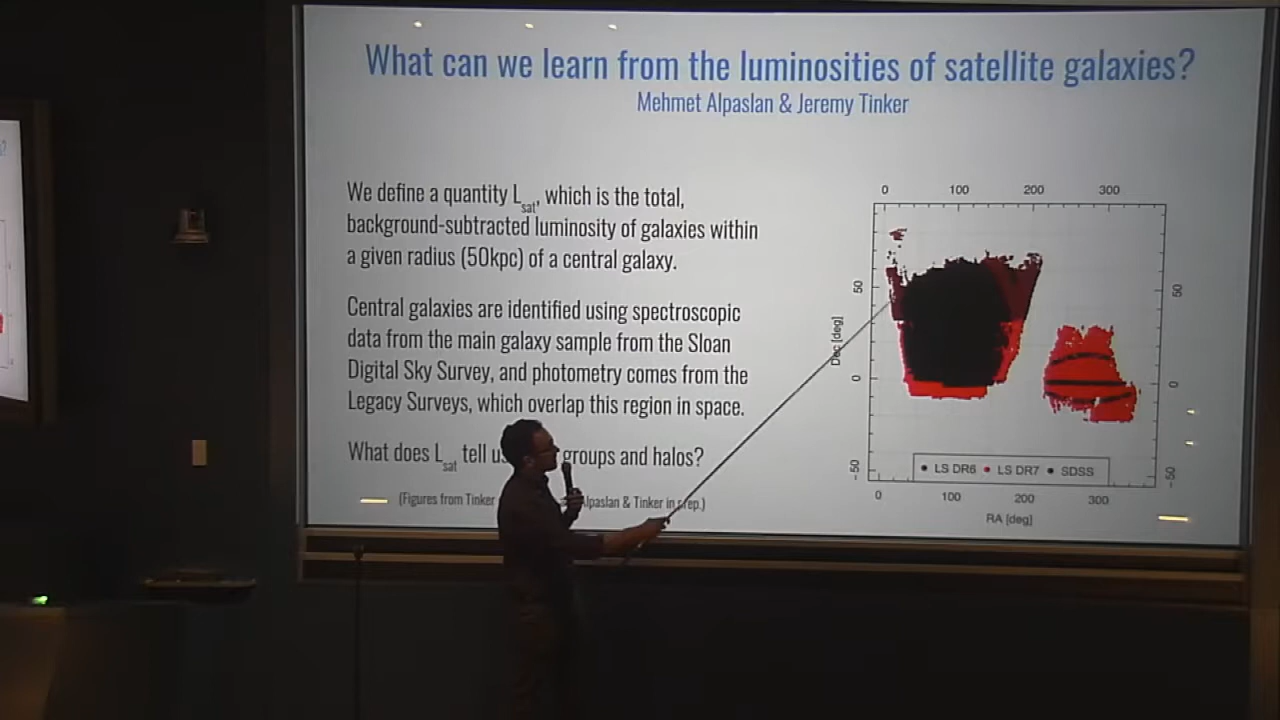 What can we learn from the luminosities of satellite galaxies?
Mehmet Alpaslan & Jeremy Tinker
We define a quantity Lsat, which is the total,
background-subtracted luminosity of galaxies within
a given radius (50kpc) of a central galaxy.
Central galaxies are identified using spectroscopic
data from the main galaxy sample from the Sloan
Digital Sky Survey, and photometry comes from the
Legacy Surveys, which overlap this region in space.
What does Lsat tell us groups and halos?
(Figures from Tinker Alpaslan & Tinker in prep.)
0 100 200 300
50
0
-50
Dec [deg]
50
0
-50
LS DR6 LS DR7 SDSS
0 100 200 300
RA [deg]